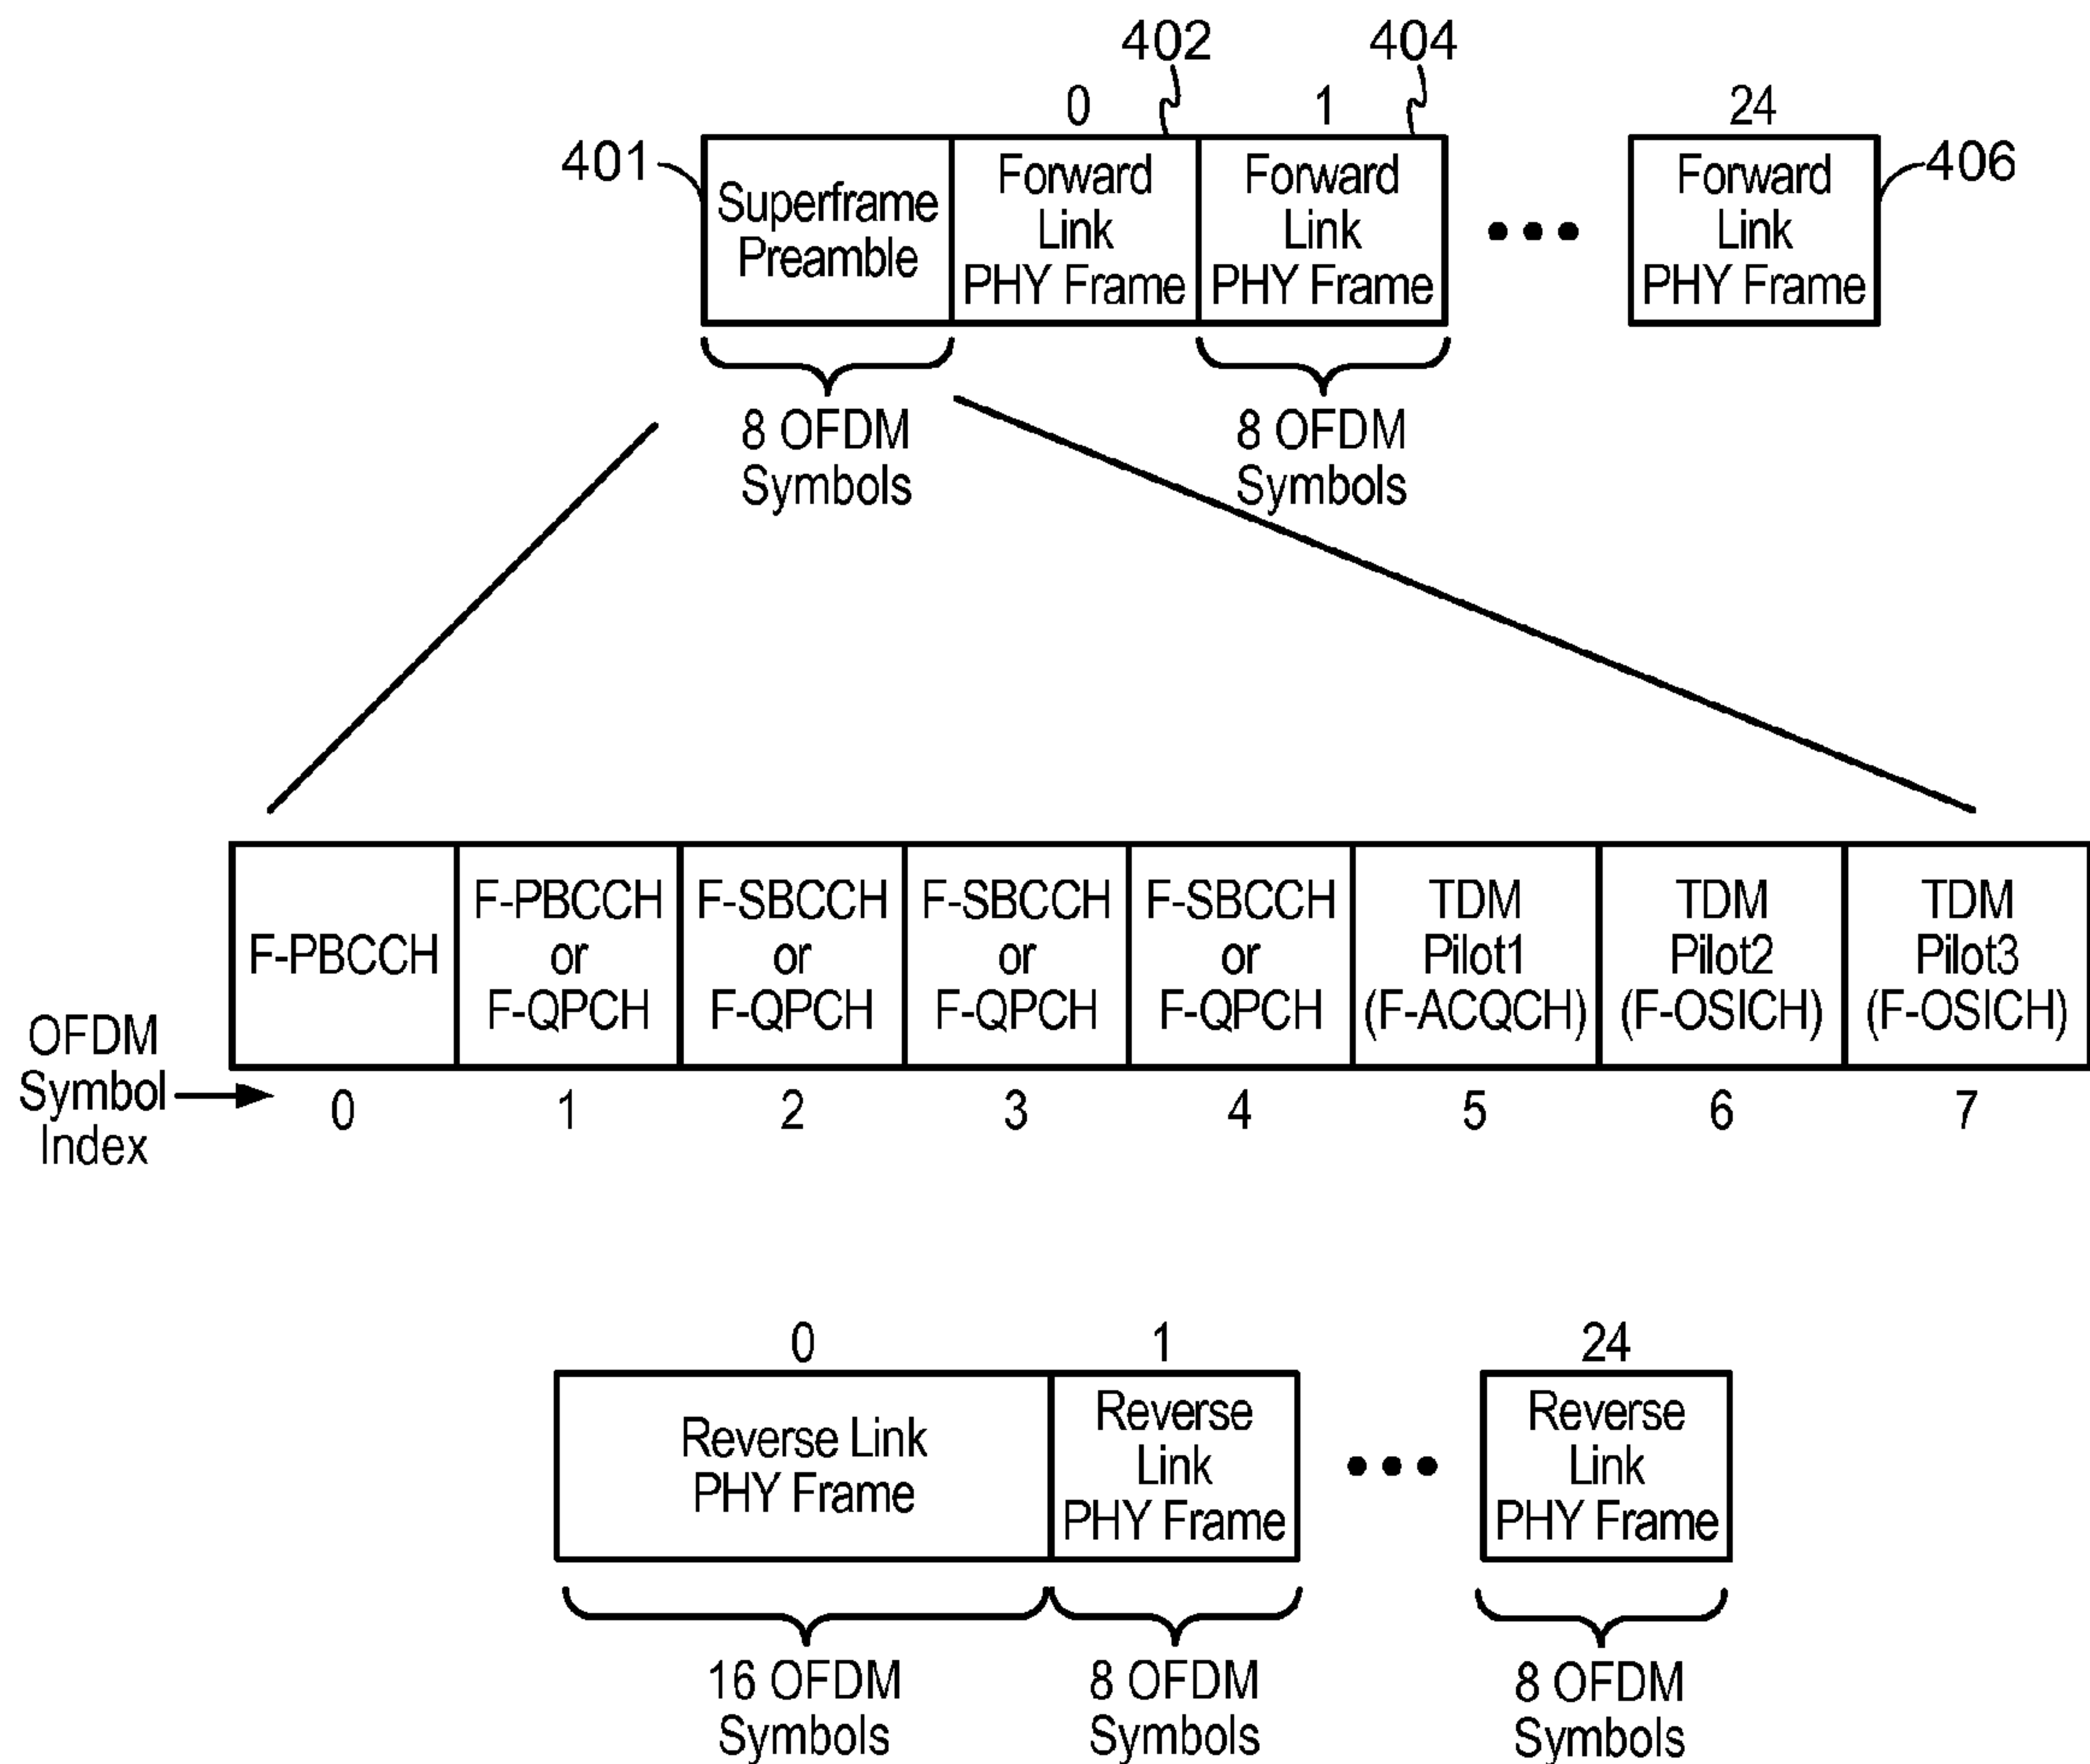 402 404
0 1 24
401 406
Superframe
Preamble
Forward
Link
PHY Frame
Forward
Link
PHY Frame
Forward
Link
PHY Frame
8 OFDM
Symbols
8 OFDM
Symbols
F-PBCCH
F-PBCCH
or
F-QPCH
F-SBCCH
or
F-QPCH
F-SBCCH
or
F-QPCH
F-SBCCH
or
F-QPCH
TDM
Pilot1
(F-ACQCH)
TDM
Pilot2
(F-OSICH)
TDM
Pilot3
(F-OSICH)
OFDM
Symbol
Index
0 1 2 3 4 5 6 7
0 1 24
Reverse Link
PHY Frame
Reverse
Link
PHY Frame
Reverse
Link
PHY Frame
16 OFDM
Symbols
8 OFDM
Symbols
8 OFDM
Symbols